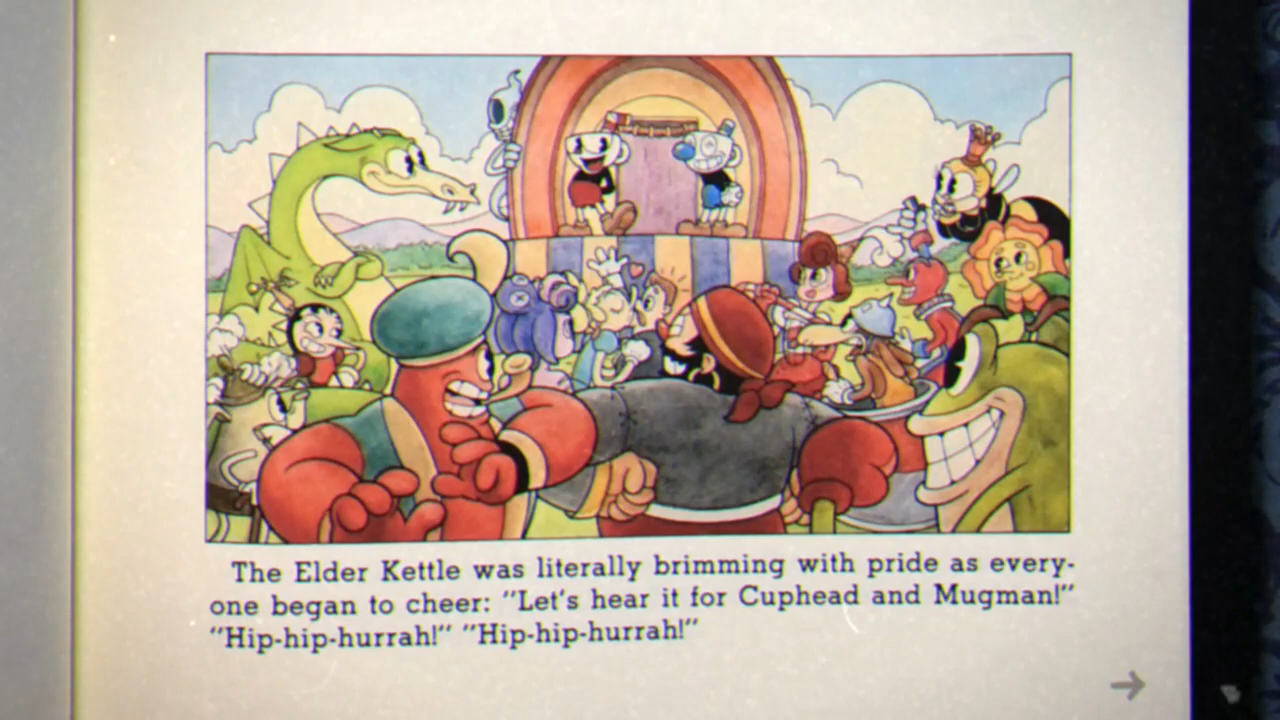 The Elder Kettle was literally brimming with pride as every-
one began to cheer: “Let’s hear it for Cuphead and Mugman!”
“Hip-hip-hurrah!” “Hip-hip-hurrah!”